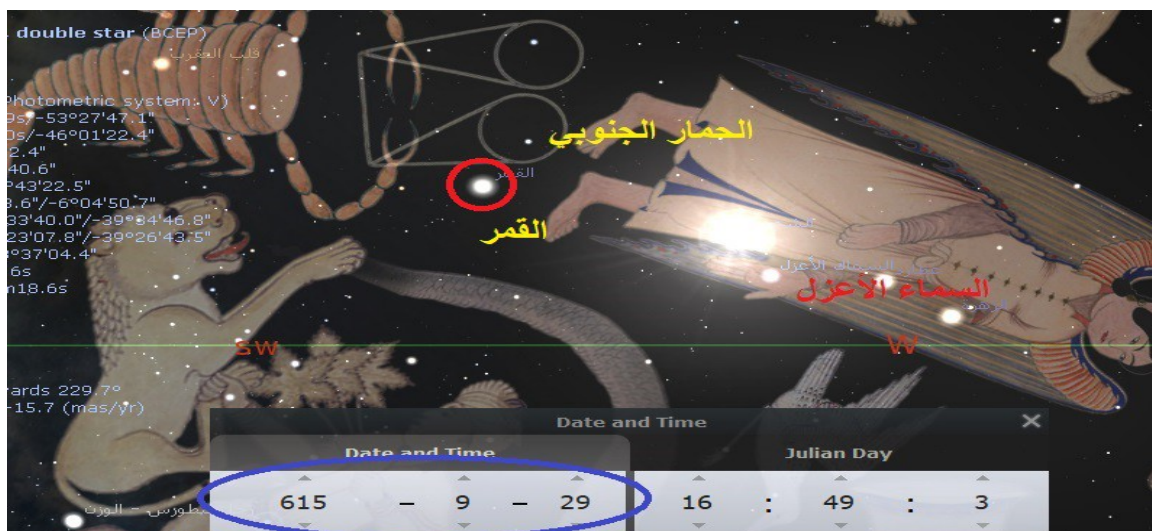 double star (BCEP)
قلب العقرب
Photometric system: V)
9s/-53°27'47.1"
0s/-46°01'22.4"
2.4"
40.6"
°43'22.5"
3.6"/-6°04'50.7"
33'40.0"/-39°34'46.8"
23'07.8"/-39°26'43.5"
°37'04.4"
6s
m18.6s
الحمار الجنوبي
القمر
القمر
السماك الأعزل
السماء الأعزل
SW
W
wards 229.7°
-15.7 (mas/yr)
Date and Time
×
Date and Time
Julian Day
615 – 9 – 29
16 : 49 : 3